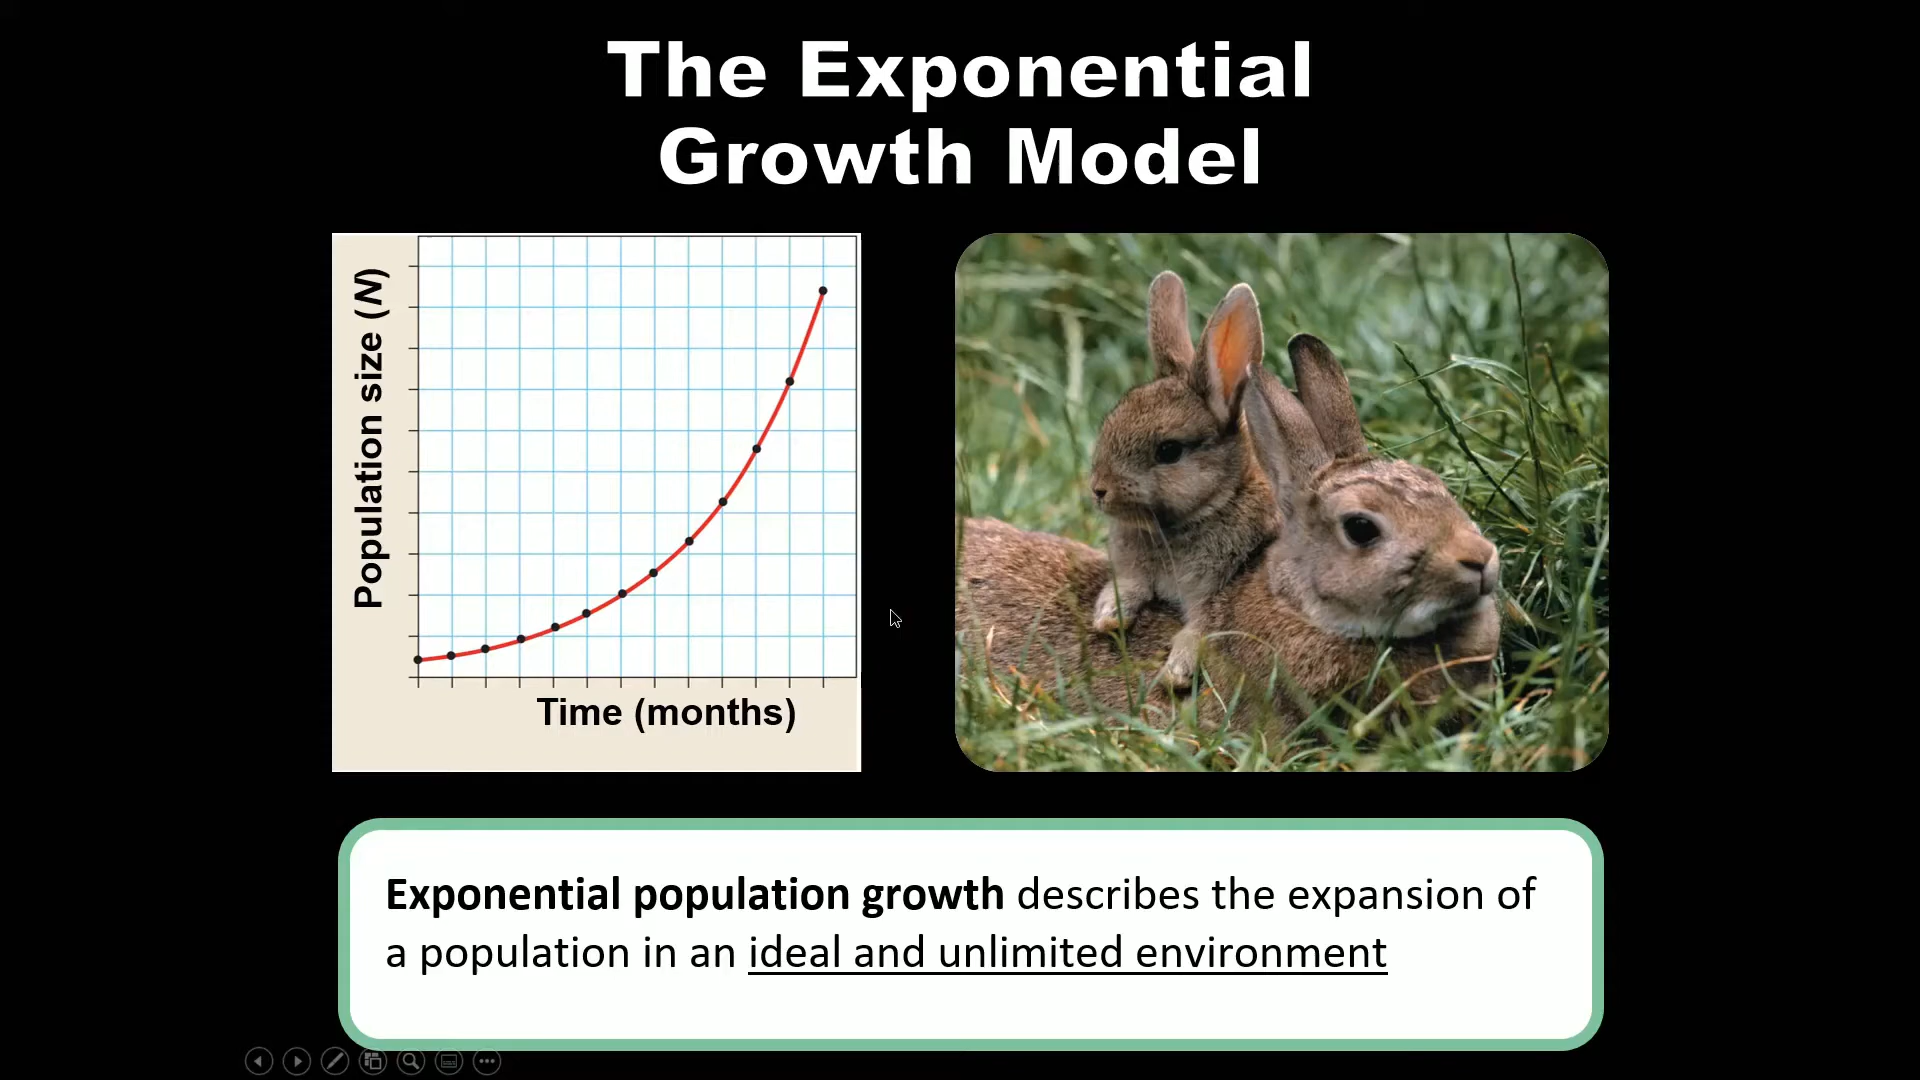 The Exponential
Growth Model
Population size (N)
Time (months)
Exponential population growth describes the expansion of
a population in an ideal and unlimited environment